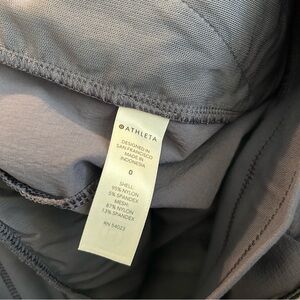 ATHLETA
DESIGNED IN
SAN FRANCISCO
MADE IN
INDONESIA
0
SHELL:
95% NYLON
5% SPANDEX
MESH:
87% NYLON
13% SPANDEX
RN 54023